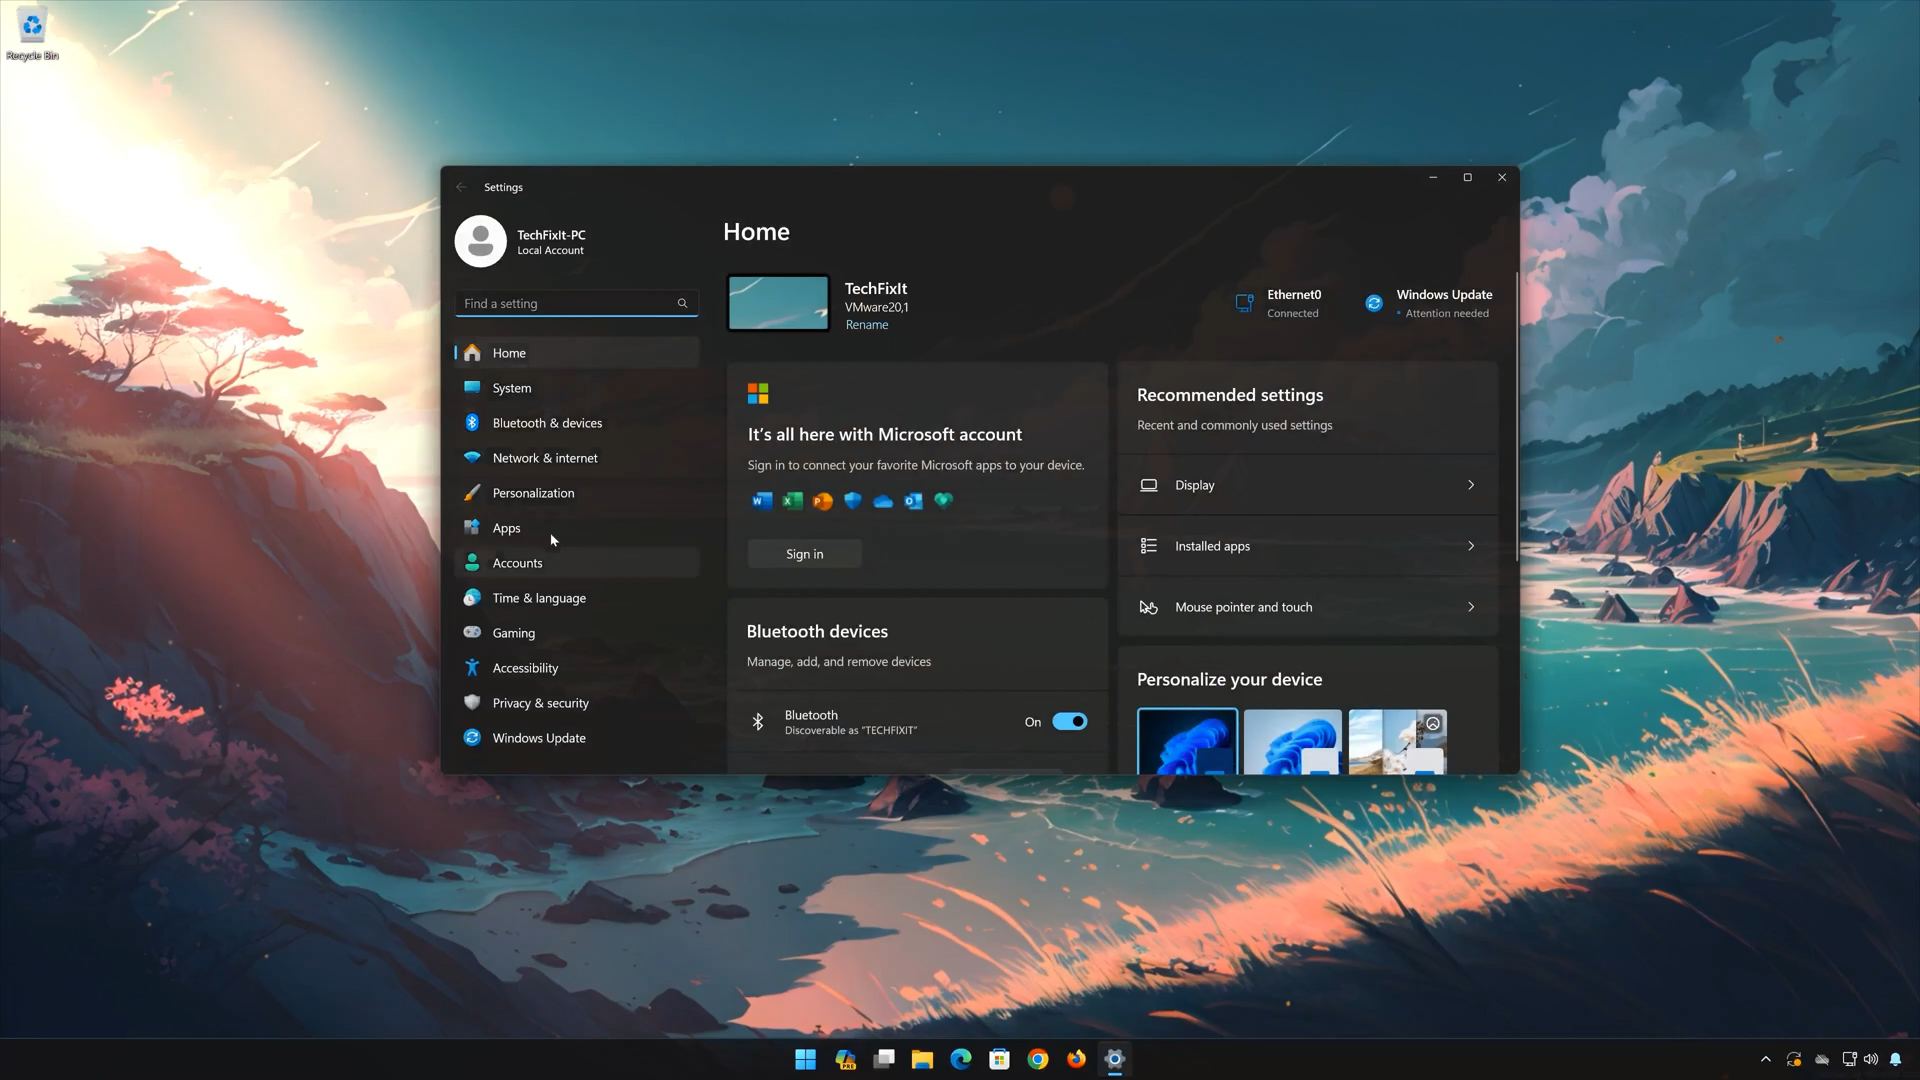 Recycle Bin
Settings
TechFixIt-PC
Local Account
Find a setting
Home
System
Bluetooth & devices
Network & internet
Personalization
Apps
Accounts
Time & language
Gaming
Accessibility
Privacy & security
Windows Update
Home
TechFixIt
VMware20,1
Rename
Ethernet0
Connected
Windows Update
Attention needed
It's all here with Microsoft account
Sign in to connect your favorite Microsoft apps to your device.
Sign in
Bluetooth devices
Manage, add, and remove devices
Bluetooth
Discoverable as "TECHFIXIT"
On
Recommended settings
Recent and commonly used settings
Display
Installed apps
Mouse pointer and touch
Personalize your device
PRE